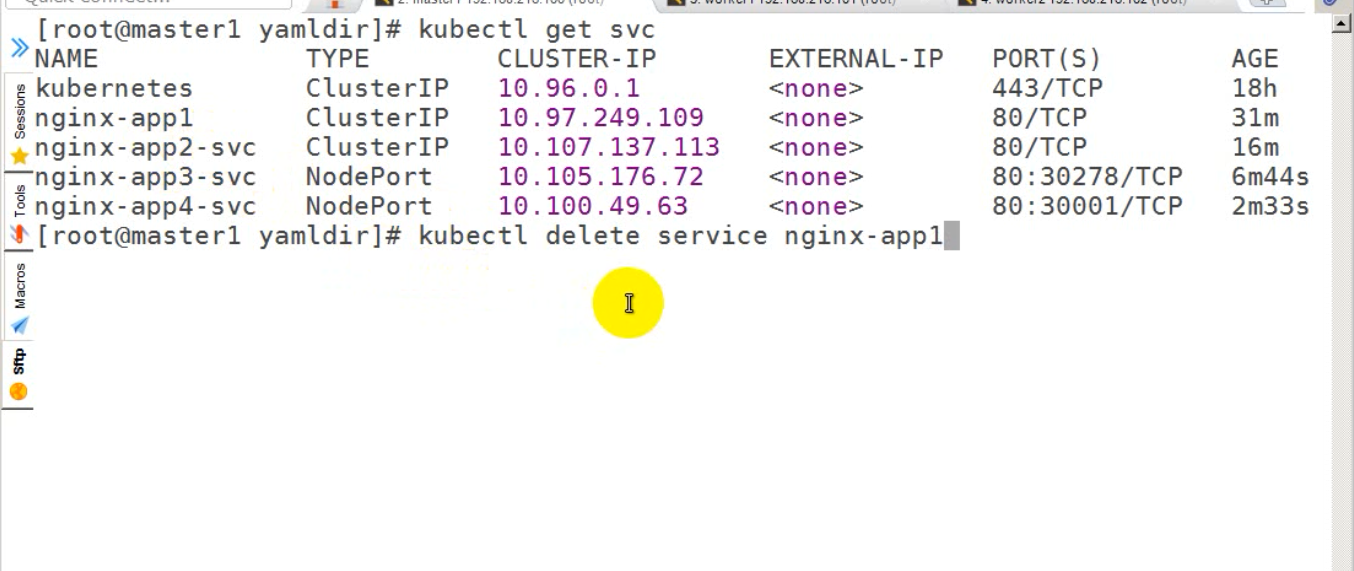 [root@master1 yamldir]# kubectl get svc
NAME TYPE CLUSTER-IP EXTERNAL-IP PORT(S) AGE
kubernetes ClusterIP 10.96.0.1 <none> 443/TCP 18h
nginx-app1 ClusterIP 10.97.249.109 <none> 80/TCP 31m
nginx-app2-svc ClusterIP 10.107.137.113 <none> 80/TCP 16m
nginx-app3-svc NodePort 10.105.176.72 <none> 80:30278/TCP 6m44s
nginx-app4-svc NodePort 10.100.49.63 <none> 80:30001/TCP 2m33s
[root@master1 yamldir]# kubectl delete service nginx-app1
Sessions
Tools
Macros
Sftp